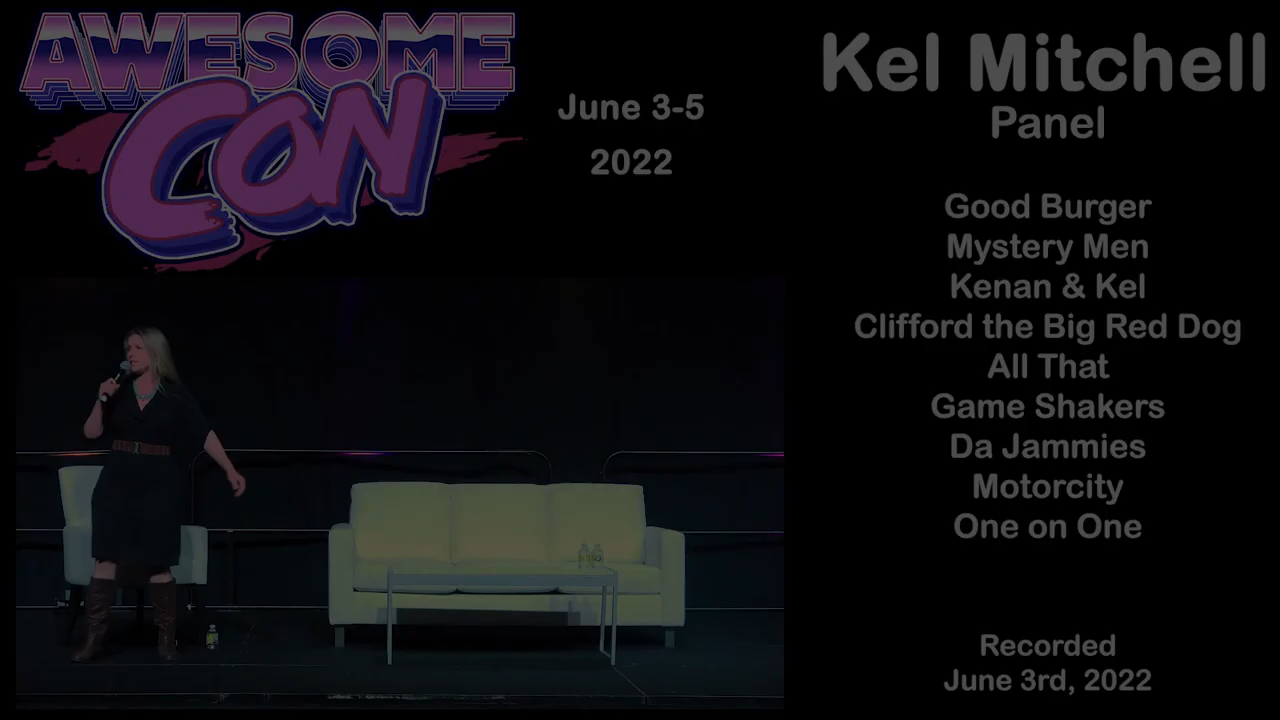 AWESOME
CON
June 3-5
2022
Kel Mitchell
Panel
Good Burger
Mystery Men
Kenan & Kel
Clifford the Big Red Dog
All That
Game Shakers
Da Jammies
Motorcity
One on One
Recorded
June 3rd, 2022